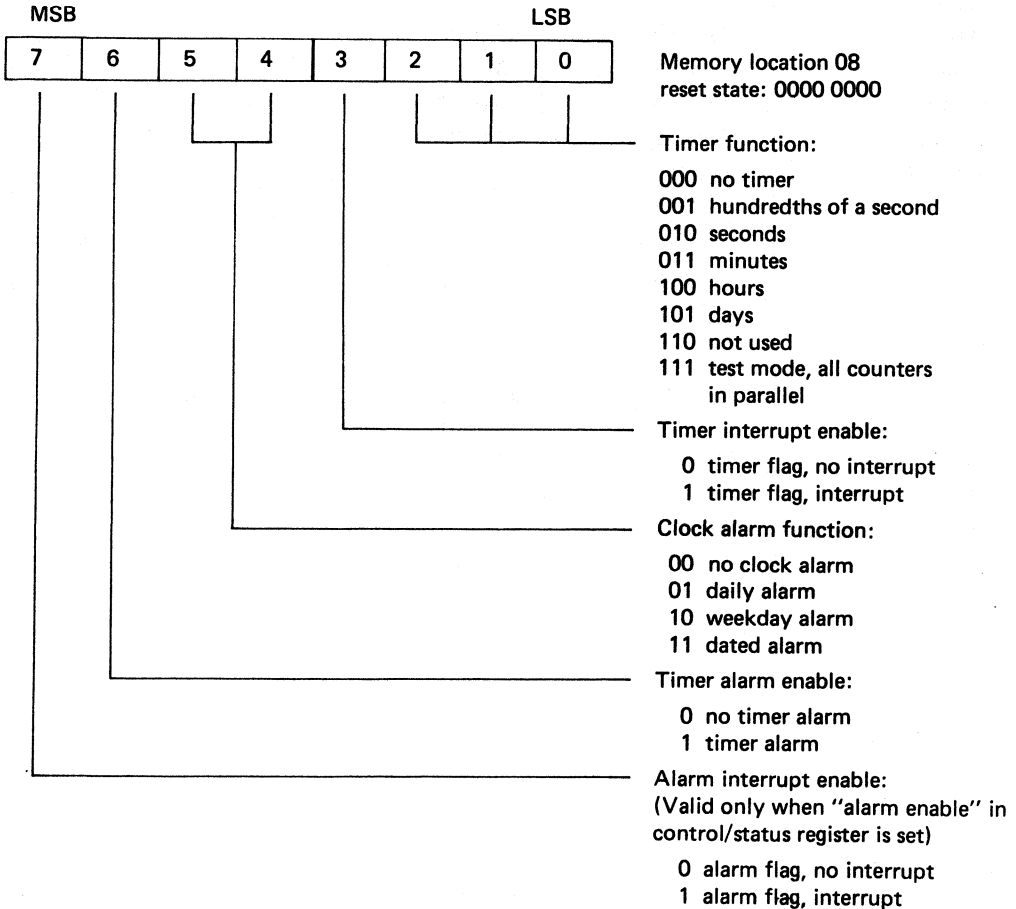 MSB LSB
7 6 5 4 3 2 1 0
Memory location 08
reset state: 0000 0000
Timer function:
000 no timer
001 hundredths of a second
010 seconds
011 minutes
100 hours
101 days
110 not used
111 test mode, all counters
in parallel
Timer interrupt enable:
0 timer flag, no interrupt
1 timer flag, interrupt
Clock alarm function:
00 no clock alarm
01 daily alarm
10 weekday alarm
11 dated alarm
Timer alarm enable:
0 no timer alarm
1 timer alarm
Alarm interrupt enable:
(Valid only when "alarm enable" in
control/status register is set)
0 alarm flag, no interrupt
1 alarm flag, interrupt